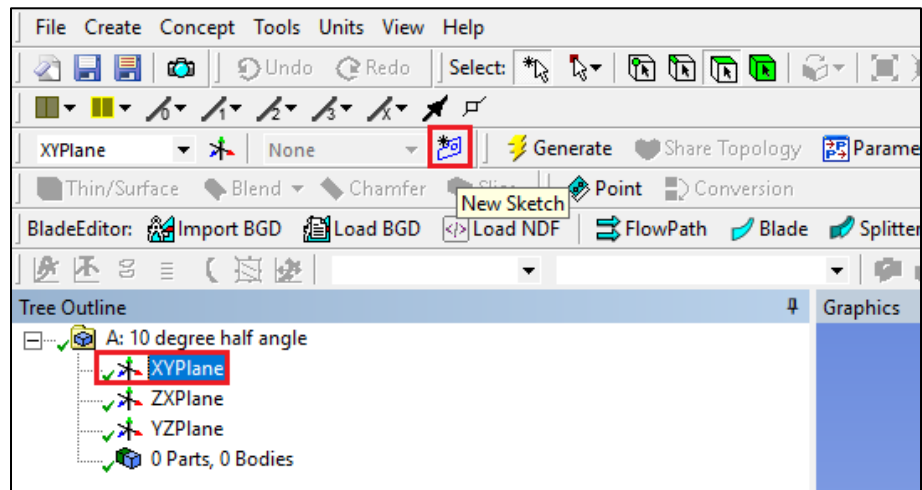 File Create Concept Tools Units View Help
Undo Redo Select:
XYPlane None Generate Share Topology
Thin/Surface Blend Chamfer Point Conversion
New Sketch
BladeEditor: Import BGD Load BGD Load NDF FlowPath Blade Splitter
Tree Outline Graphics
A: 10 degree half angle
XYPlane
ZXPlane
YZPlane
0 Parts, 0 Bodies